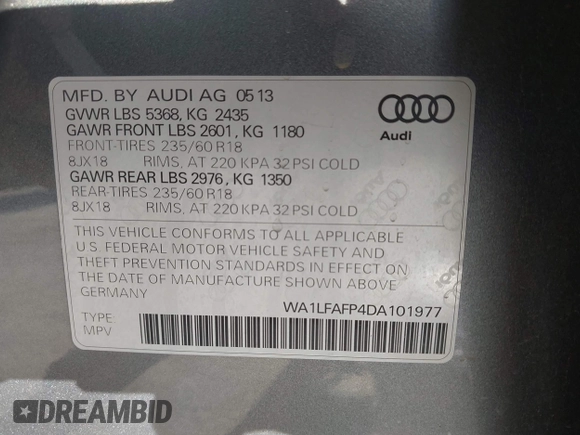 MFD. BY AUDI AG 05 13
GVWR LBS 5368, KG 2435
GAWR FRONT LBS 2601, KG 1180
FRONT-TIRES 235/60 R18
8JX18 RIMS, AT 220 KPA 32 PSI COLD
GAWR REAR LBS 2976, KG 1350
REAR-TIRES 235/60 R18
8JX18 RIMS, AT 220 KPA 32 PSI COLD
Audi
THIS VEHICLE CONFORMS TO ALL APPLICABLE
U.S. FEDERAL MOTOR VEHICLE SAFETY AND
THEFT PREVENTION STANDARDS IN EFFECT ON
THE DATE OF MANUFACTURE SHOWN ABOVE
GERMANY
WA1LFAFP4DA101977
TYPE
MPV
DREAMBID